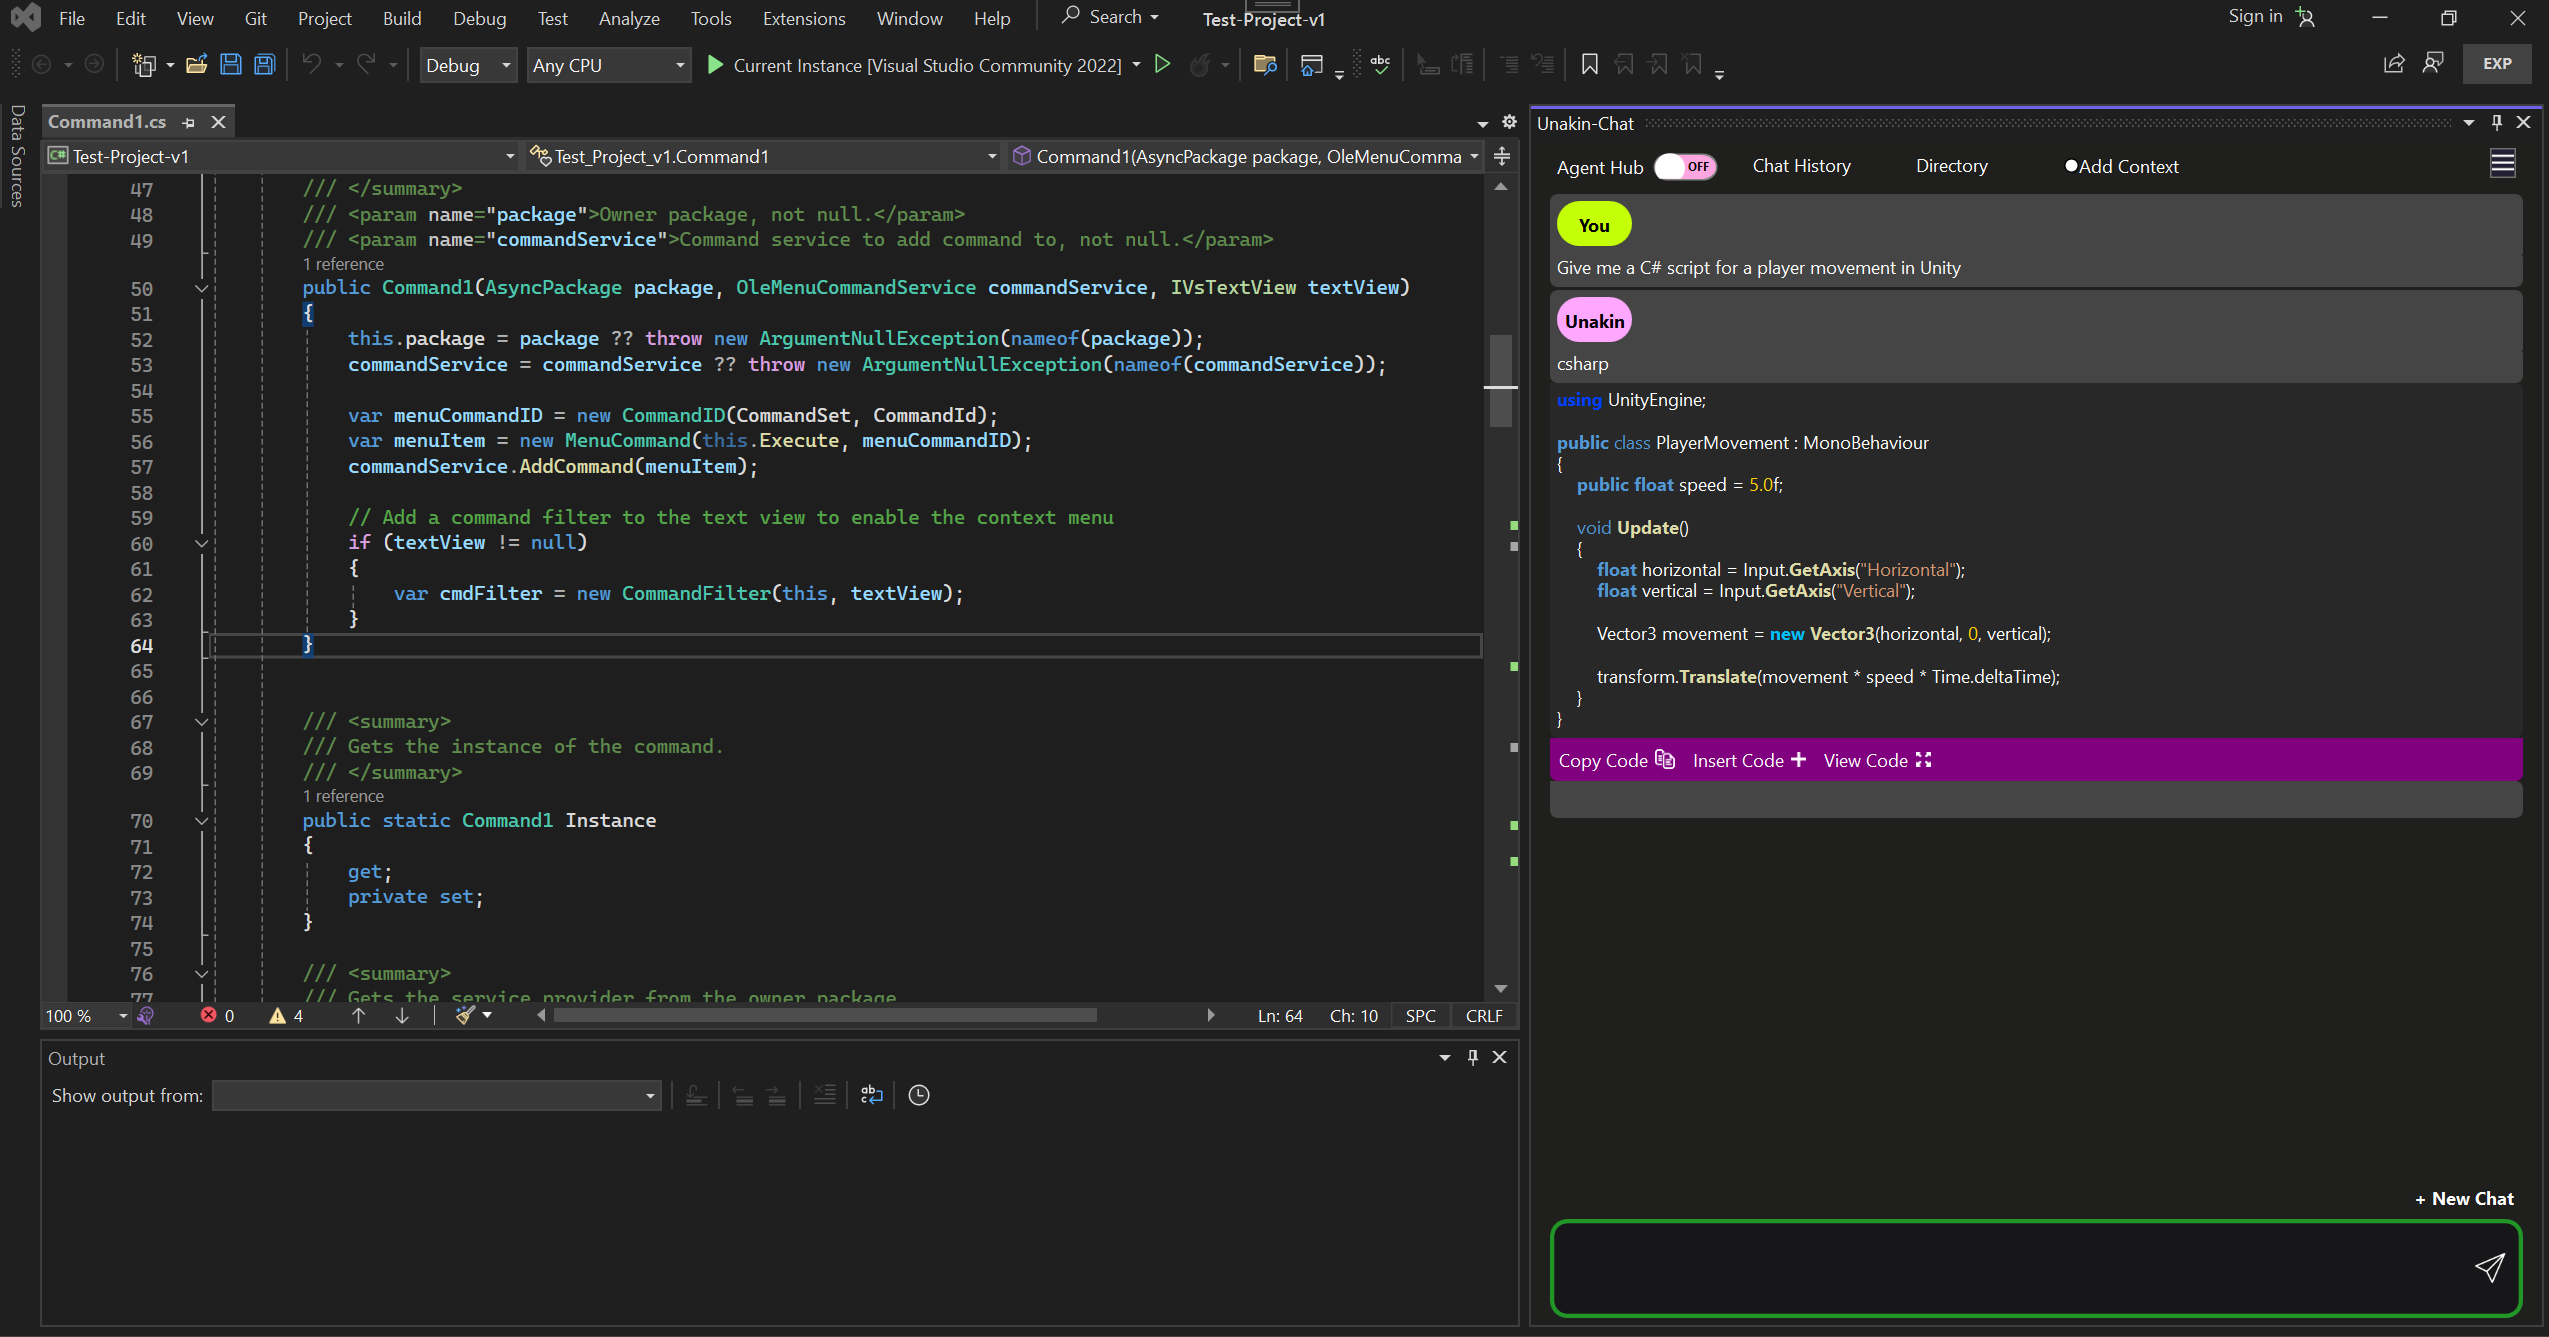 File Edit View Git Project Build Debug Test Analyze Tools Extensions Window Help Search Test-Project-v1 Sign in
Debug Any CPU Current Instance [Visual Studio Community 2022] abc EXP
Data Sources
Command1.cs
Test-Project-v1 Test_Project_v1.Command1 Command1(AsyncPackage package, OleMenuComma
47 /// </summary>
48 /// <param name="package">Owner package, not null.</param>
49 /// <param name="commandService">Command service to add command to, not null.</param>
1 reference
50 public Command1(AsyncPackage package, OleMenuCommandService commandService, IVsTextView textView)
51 {
52 this.package = package ?? throw new ArgumentNullException(nameof(package));
53 commandService = commandService ?? throw new ArgumentNullException(nameof(commandService));
54
55 var menuCommandID = new CommandID(CommandSet, CommandId);
56 var menuItem = new MenuCommand(this.Execute, menuCommandID);
57 commandService.AddCommand(menuItem);
58
59 // Add a command filter to the text view to enable the context menu
60 if (textView != null)
61 {
62 var cmdFilter = new CommandFilter(this, textView);
63 }
64 }
65
66
67 /// <summary>
68 /// Gets the instance of the command.
69 /// </summary>
1 reference
70 public static Command1 Instance
71 {
72 get;
73 private set;
74 }
75
76 /// <summary>
77 /// Gets the service provider from the owner package
100 % 0 4 Ln: 64 Ch: 10 SPC CRLF
Output
Show output from:
Unakin-Chat
Agent Hub OFF Chat History Directory Add Context
You
Give me a C# script for a player movement in Unity
Unakin
csharp
using UnityEngine;
public class PlayerMovement : MonoBehaviour
{
public float speed = 5.0f;
void Update()
{
float horizontal = Input.GetAxis("Horizontal");
float vertical = Input.GetAxis("Vertical");
Vector3 movement = new Vector3(horizontal, 0, vertical);
transform.Translate(movement * speed * Time.deltaTime);
}
}
Copy Code Insert Code View Code
+ New Chat